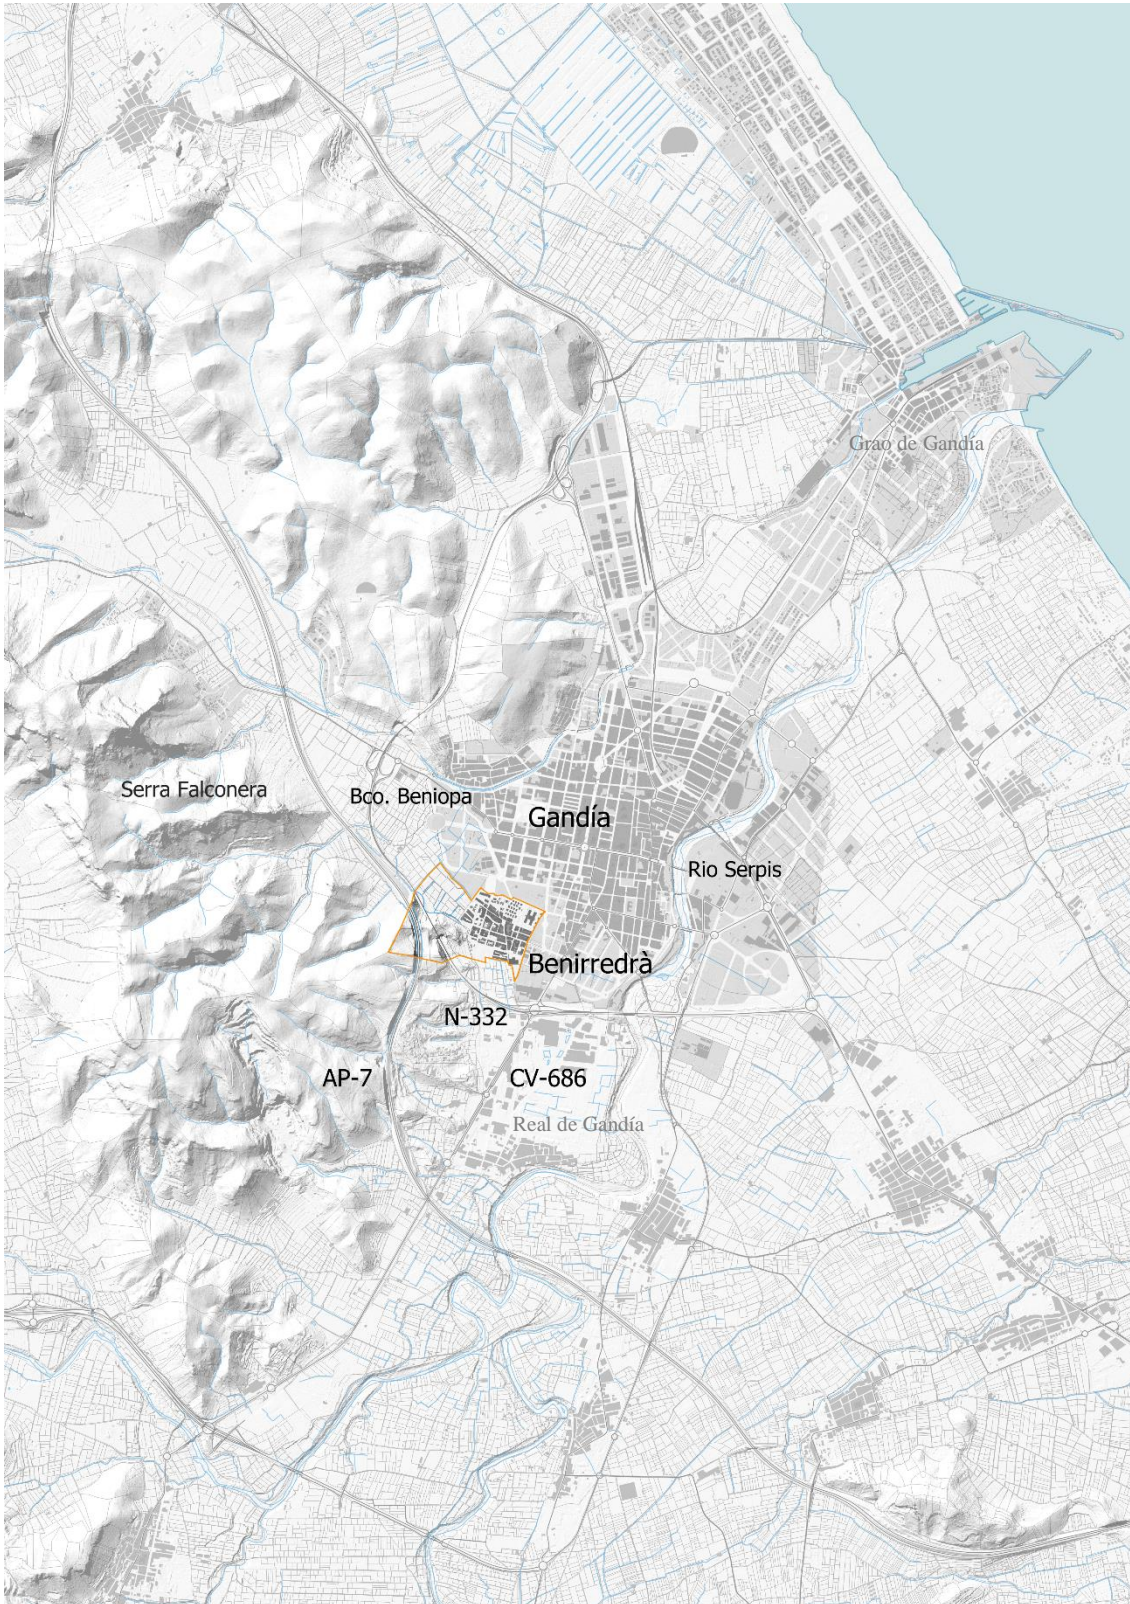 Grao de Gandía
Serra Falconera
Bco. Beniopa
Gandía
Rio Serpis
Benirredrà
N-332
AP-7
CV-686
Real de Gandía